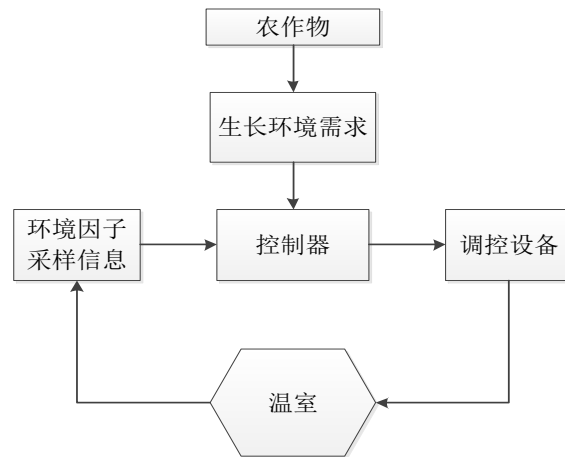 农作物
生长环境需求
环境因子
采样信息
控制器
调控设备
温室